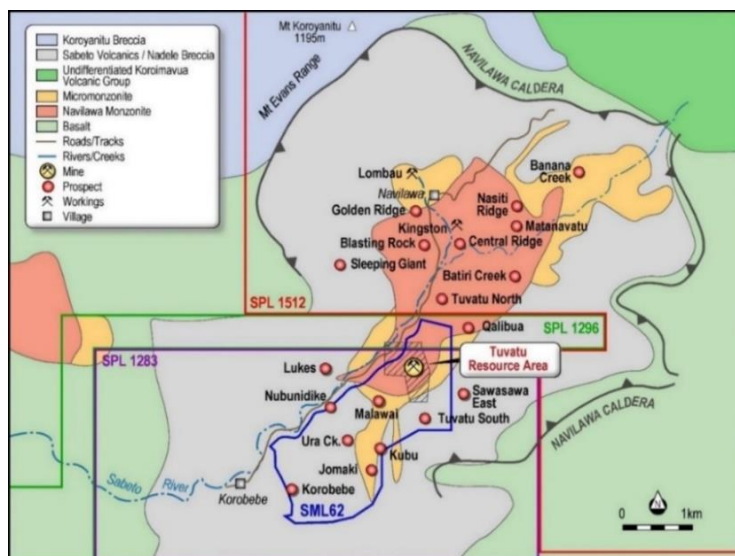 Koroyanitu Breccia
Sabeto Volcanics / Nadele Breccia
Undifferentiated Koroimavua
Volcanic Group
Micromonzonite
Navilawa Monzonite
Basalt
Roads/Tracks
Rivers/Creeks
Mine
Prospect
Workings
Village
Mt Koroyanitu
1195m
Mt Evans Range
NAVILAWA CALDERA
Lombau
Navilawa
Banana
Creek
Golden Ridge
Nasiti
Ridge
Kingston
Matanavatu
Blasting Rock
Central Ridge
Sleeping Giant
Batiri Creek
Tuvatu North
SPL 1512
Qalibua
SPL 1296
SPL 1283
Lukes
Tuvatu
Resource Area
Nubunidike
Malawai
Sawasawa
East
Tuvatu South
NAVILAWA CALDERA
Ura Ck.
Kubu
Jomaki
Sabeto River
Korobebe
Korobebe
SML62
N
0 1km